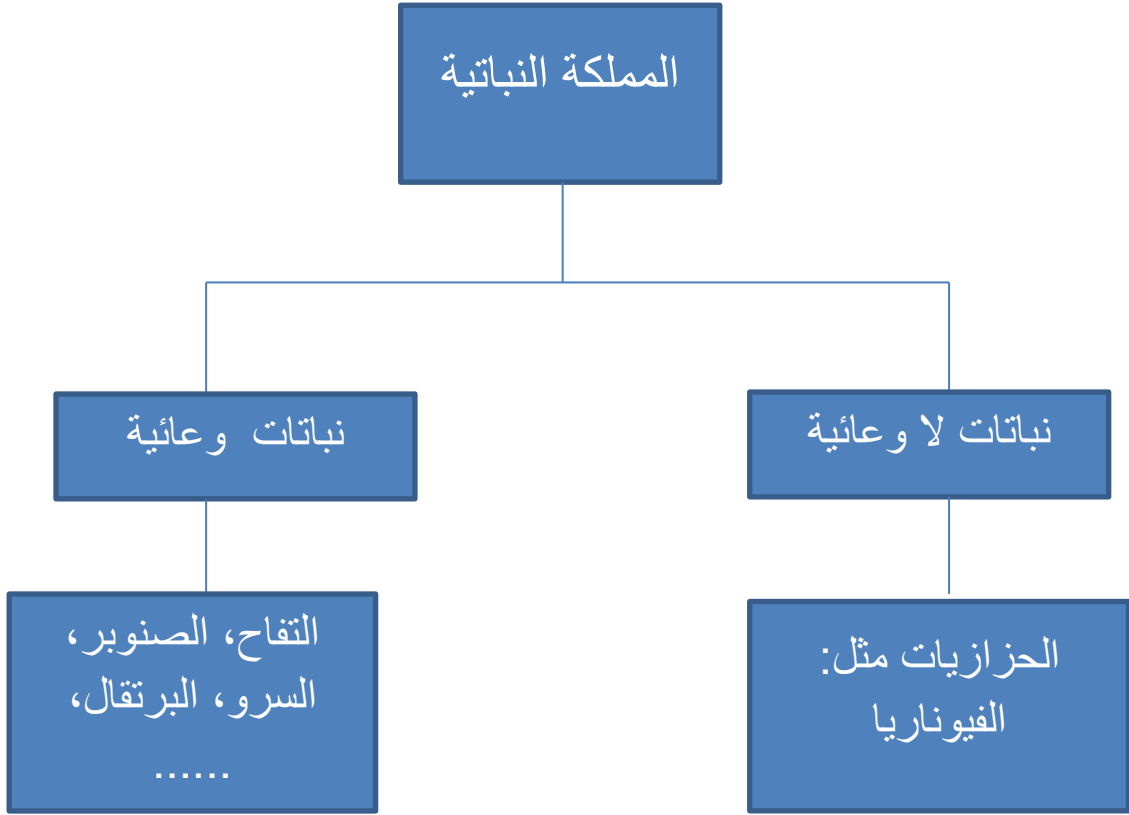 المملكة النباتية
نباتات لا وعائية
نباتات وعائية
الحزازيات مثل:
الفيوناريا
التفاح، الصنوبر،
السرو، البرتقال،
......